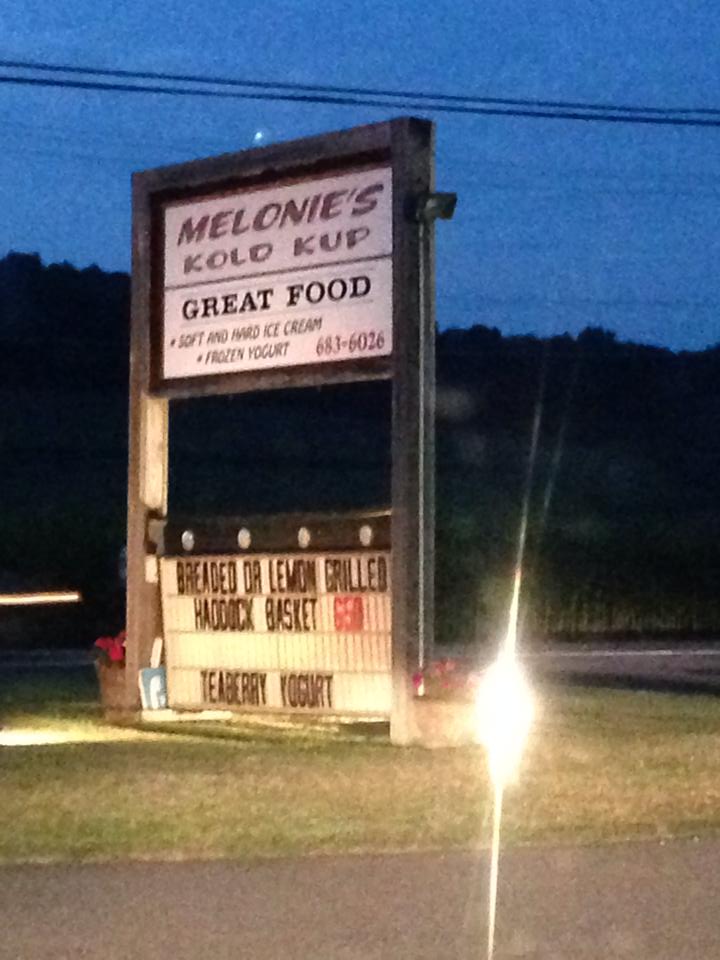 MELONIE'S
KOLD KUP
GREAT FOOD
• SOFT AND HARD ICE CREAM
• FROZEN YOGURT 683-6026
BREADED OR LEMON GRILLED
HADDOCK BASKET 650
TEABERRY YOGURT